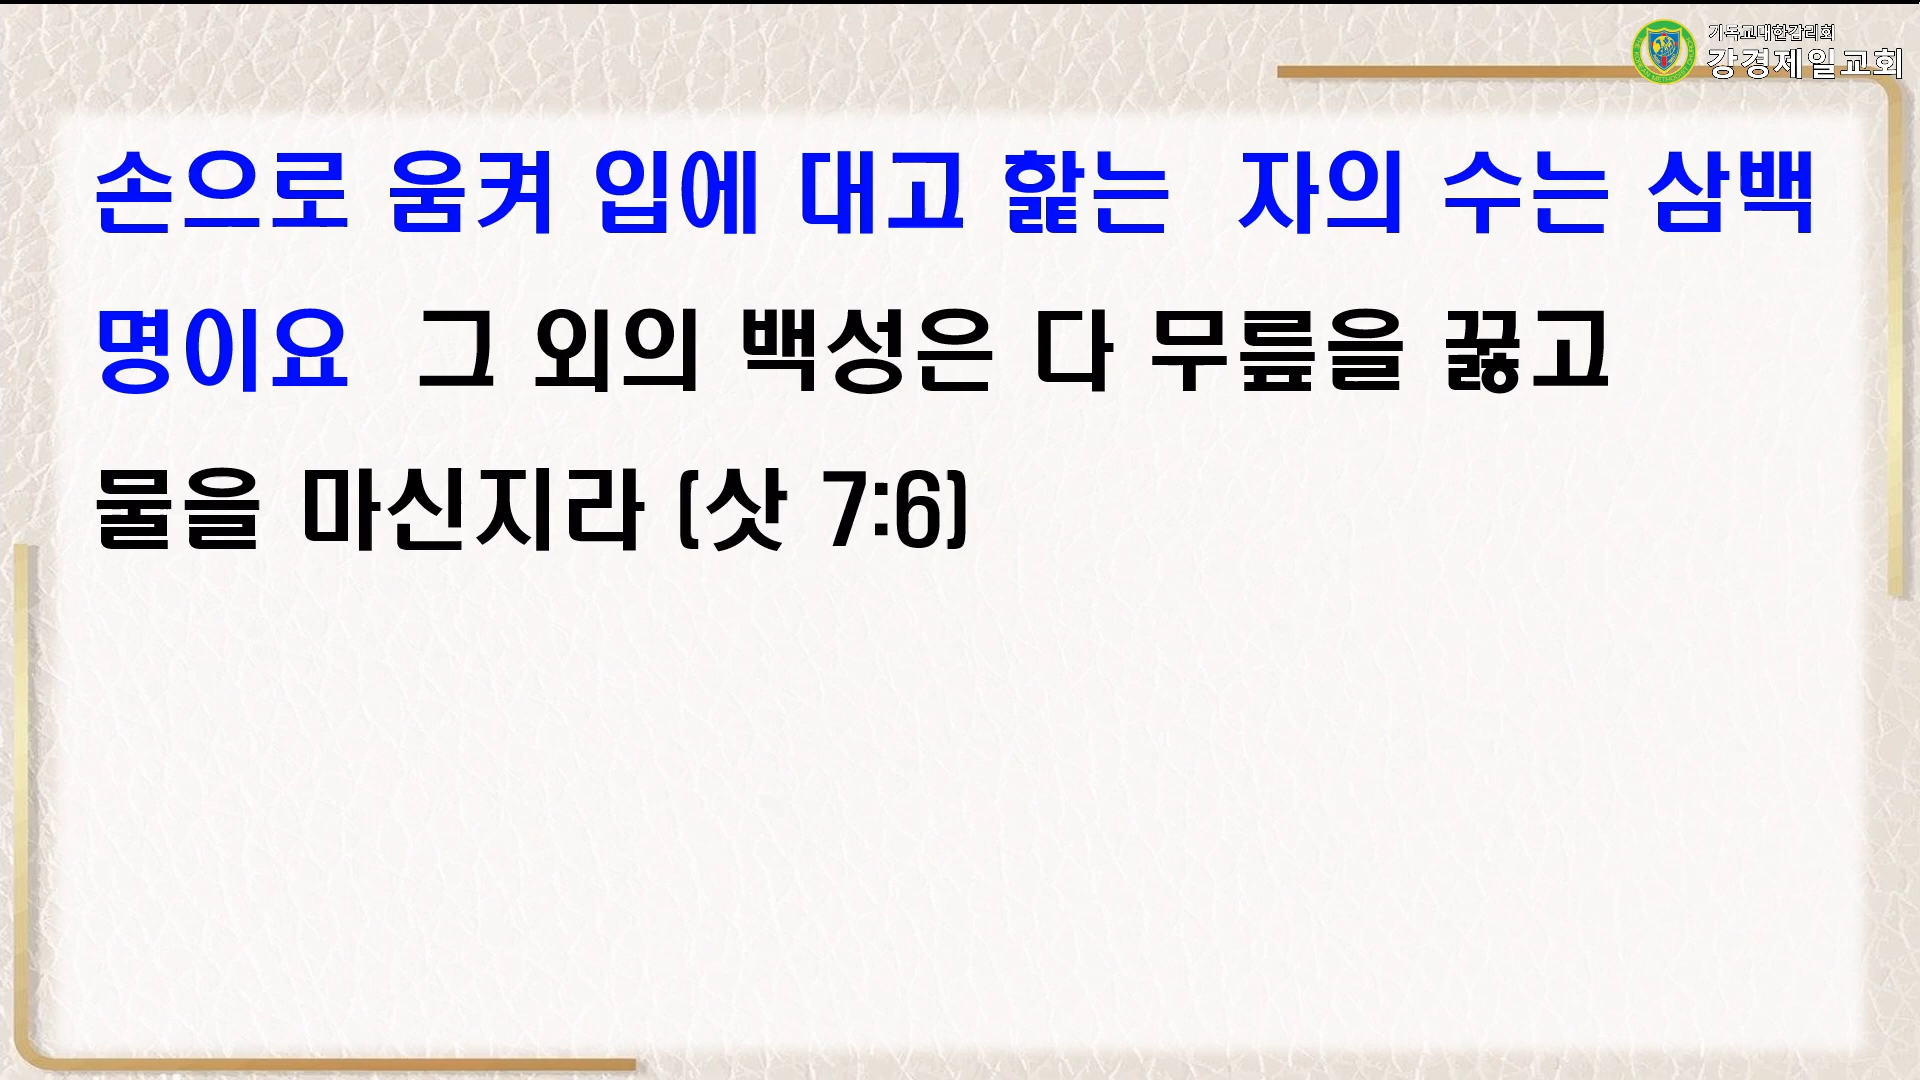 기독교대한감리회
강경제일교회
손으로 움켜 입에 대고 핥는 자의 수는 삼백
명이요 그 외의 백성은 다 무릎을 꿇고
물을 마신지라 (삿 7:6)